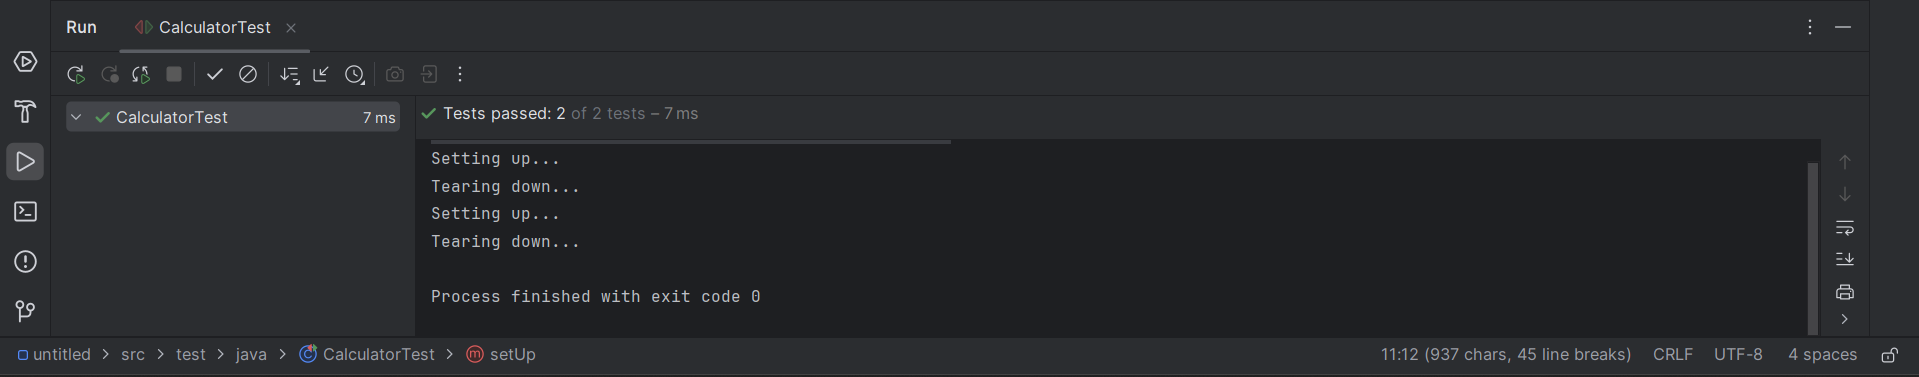 Run CalculatorTest
CalculatorTest 7 ms
Tests passed: 2 of 2 tests – 7 ms
Setting up...
Tearing down...
Setting up...
Tearing down...
Process finished with exit code 0
untitled > src > test > java > CalculatorTest > setUp 11:12 (937 chars, 45 line breaks) CRLF UTF-8 4 spaces